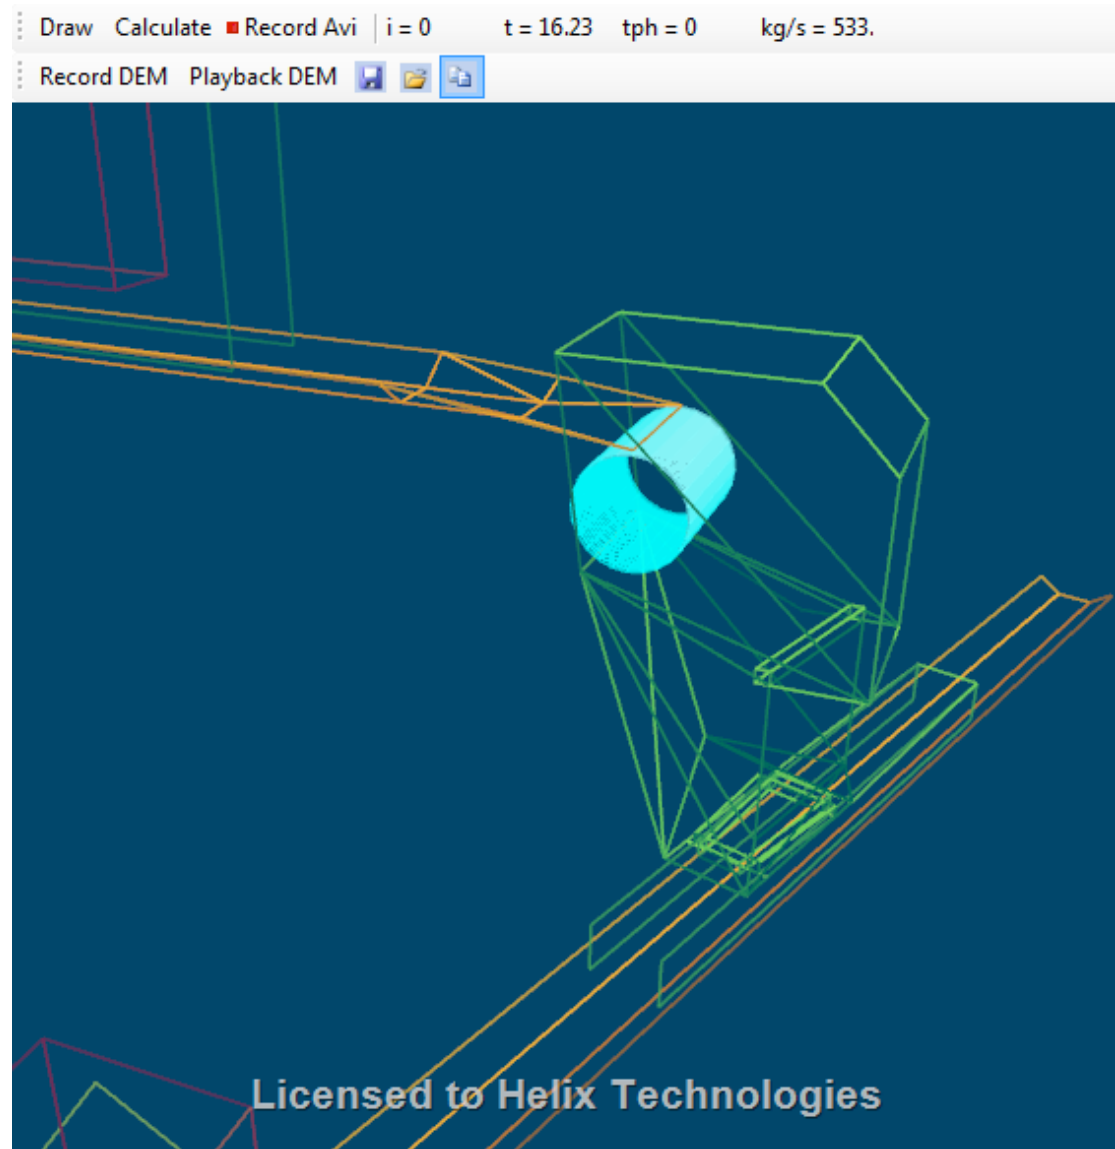 Draw Calculate Record Avi i = 0 t = 16.23 tph = 0 kg/s = 533.
Record DEM Playback DEM
Licensed to Helix Technologies